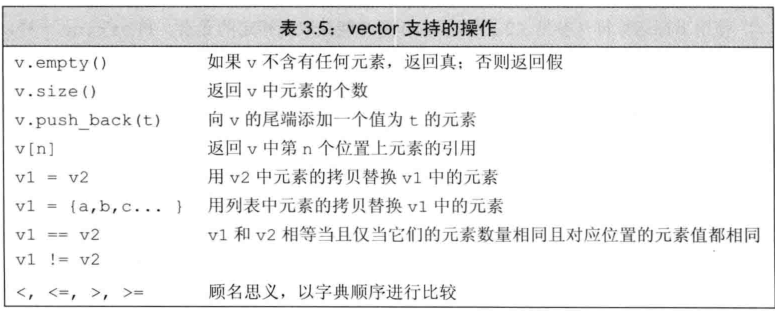 表 3.5：vector 支持的操作
v.empty() 如果 v 不含有任何元素，返回真；否则返回假
v.size() 返回 v 中元素的个数
v.push_back(t) 向 v 的尾端添加一个值为 t 的元素
v[n] 返回 v 中第 n 个位置上元素的引用
v1 = v2 用 v2 中元素的拷贝替换 v1 中的元素
v1 = {a,b,c... } 用列表中元素的拷贝替换 v1 中的元素
v1 == v2 v1 和 v2 相等当且仅当它们的元素数量相同且对应位置的元素值都相同
v1 != v2
<, <=, >, >= 顾名思义，以字典顺序进行比较